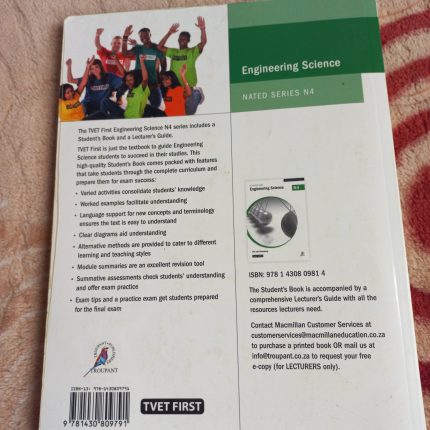 Engineering Science
NATED SERIES N4
The TVET First Engineering Science N4 series includes a
Student's Book and a Lecturer's Guide.
TVET First is just the textbook to guide Engineering
Science students to succeed in their studies. This
high-quality Student's Book comes packed with features
that take students through the complete curriculum and
prepare them for exam success:
• Varied activities consolidate students' knowledge
• Worked examples facilitate understanding
• Language support for new concepts and terminology
ensures the text is easy to understand
• Clear diagrams aid understanding
• Alternative methods are provided to cater to different
learning and teaching styles
• Module summaries are an excellent revision tool
• Summative assessments check students' understanding
and offer exam practice
• Exam tips and a practice exam get students prepared
for the final exam
Engineering Science N4
ISBN: 978 1 4308 0981 4
The Student's Book is accompanied by a
comprehensive Lecturer's Guide with all the
resources lecturers need.
Contact Macmillan Customer Services at
customerservices@macmillaneducation.co.za
to purchase a printed book OR mail us at
info@troupant.co.za to request your free
e-copy (for LECTURERS only).
TROUPANT
ISBN-13: 978-1430809791
9 781430 809791
TVET FIRST